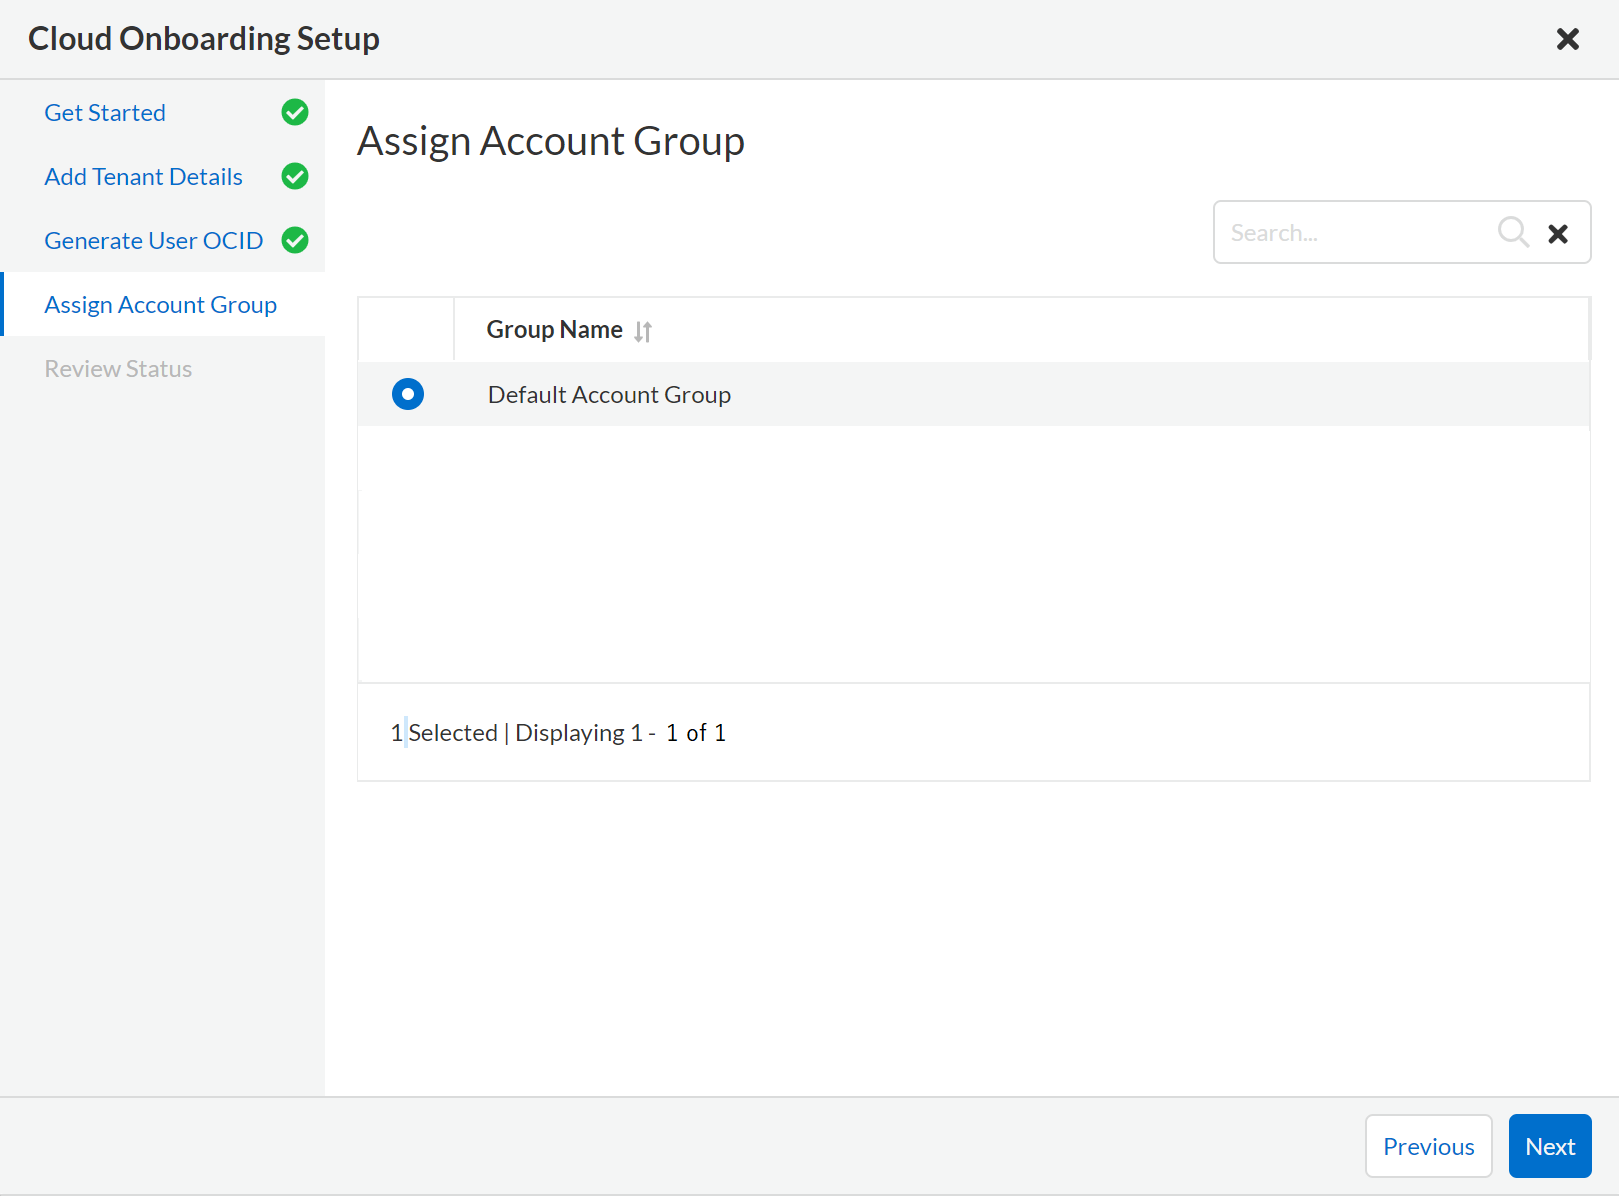 Cloud Onboarding Setup
Get Started
Add Tenant Details
Generate User OCID
Assign Account Group
Review Status
Assign Account Group
Search...
Group Name
Default Account Group
1 Selected | Displaying 1 - 1 of 1
Previous
Next